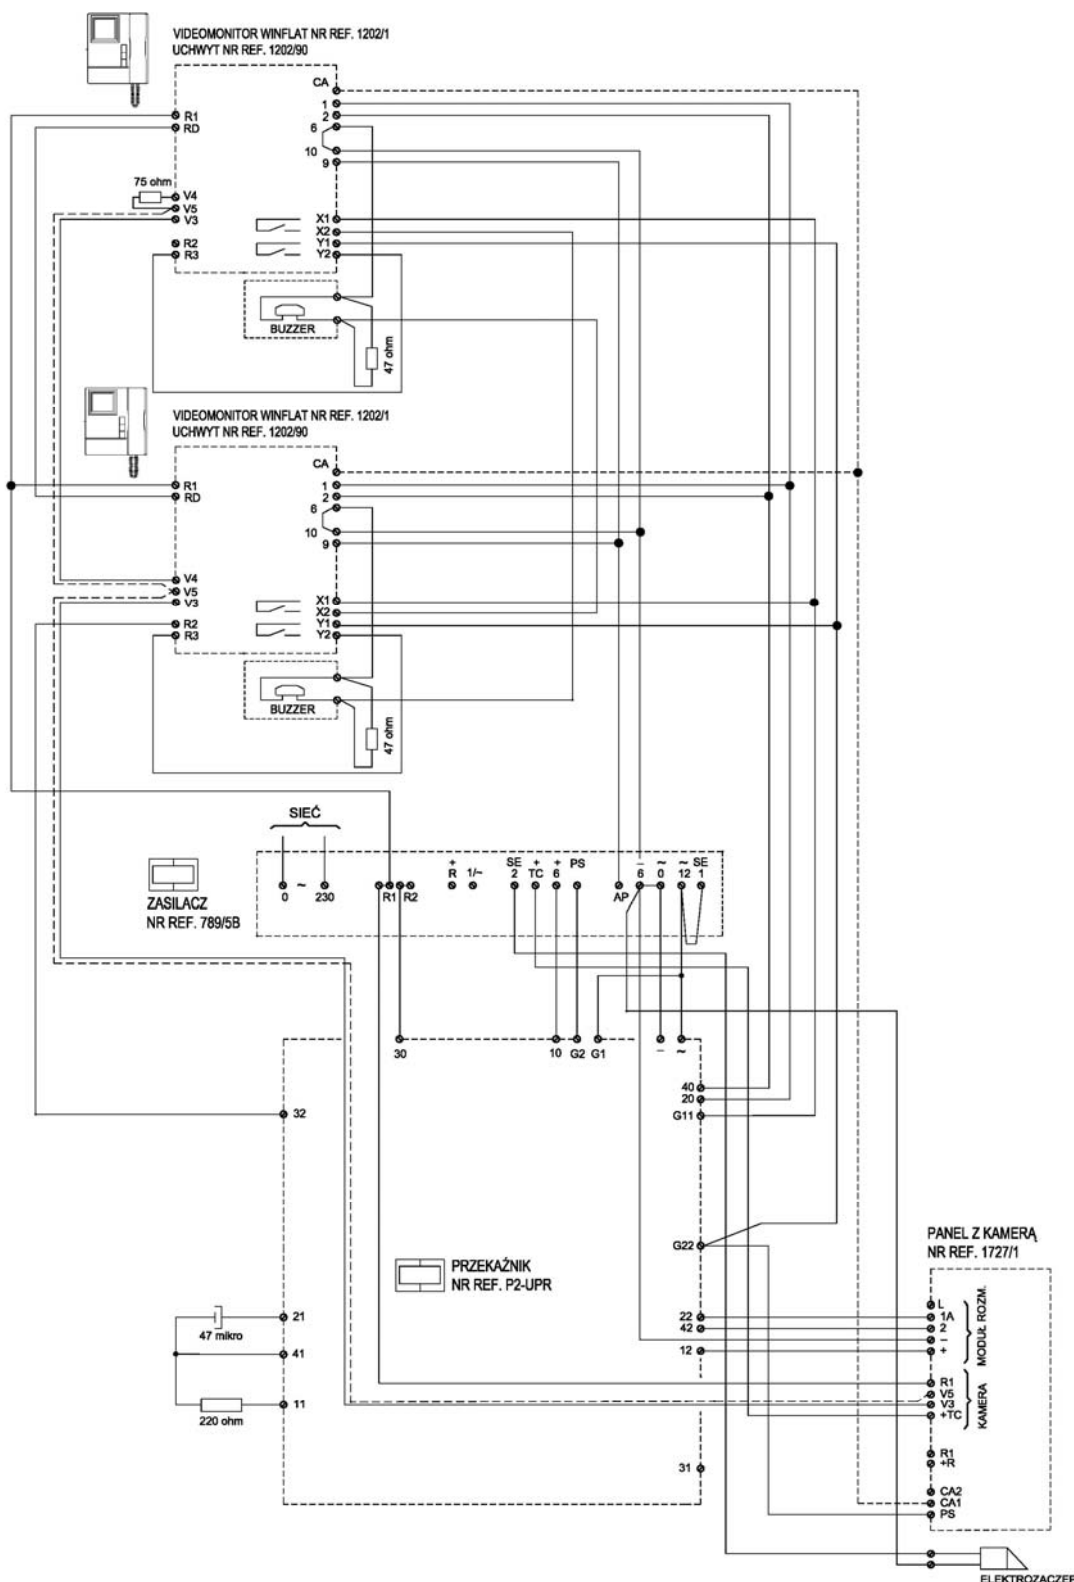 VIDEOMONITOR WINFLAT NR REF. 1202/1
UCHWYT NR REF. 1202/90
CA
1
2
6
10
9
R1
RD
75 ohm
V4
V5
V3
R2
R3
X1
X2
Y1
Y2
BUZZER
47 ohm
VIDEOMONITOR WINFLAT NR REF. 1202/1
UCHWYT NR REF. 1202/90
CA
1
2
6
10
9
R1
RD
V4
V5
V3
R2
R3
X1
X2
Y1
Y2
BUZZER
47 ohm
SIEĆ
ZASILACZ
NR REF. 789/5B
0 ~ 230
R1 R2
+ R
1/~
SE 2
+ TC
+ 6
PS
AP
– 6
~ 0
~ 12
SE 1
30
10 G2 G1
– ~
40
20
G11
32
G22
PRZEKAŹNIK
NR REF. P2-UPR
21
47 mikro
41
11
220 ohm
22
42
12
31
PANEL Z KAMERĄ
NR REF. 1727/1
L
1A
2
–
+
MODUŁ ROZM.
R1
V5
V3
+TC
KAMERA
R1
+R
CA2
CA1
PS
ELEKTROZACZEP